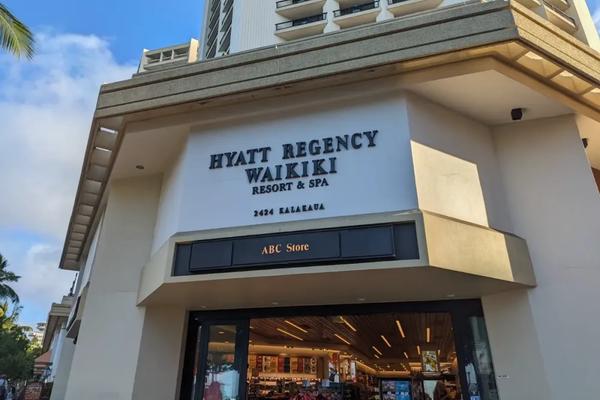 HYATT REGENCY
WAIKIKI
RESORT & SPA
2424 KALAKAUA
ABC Store